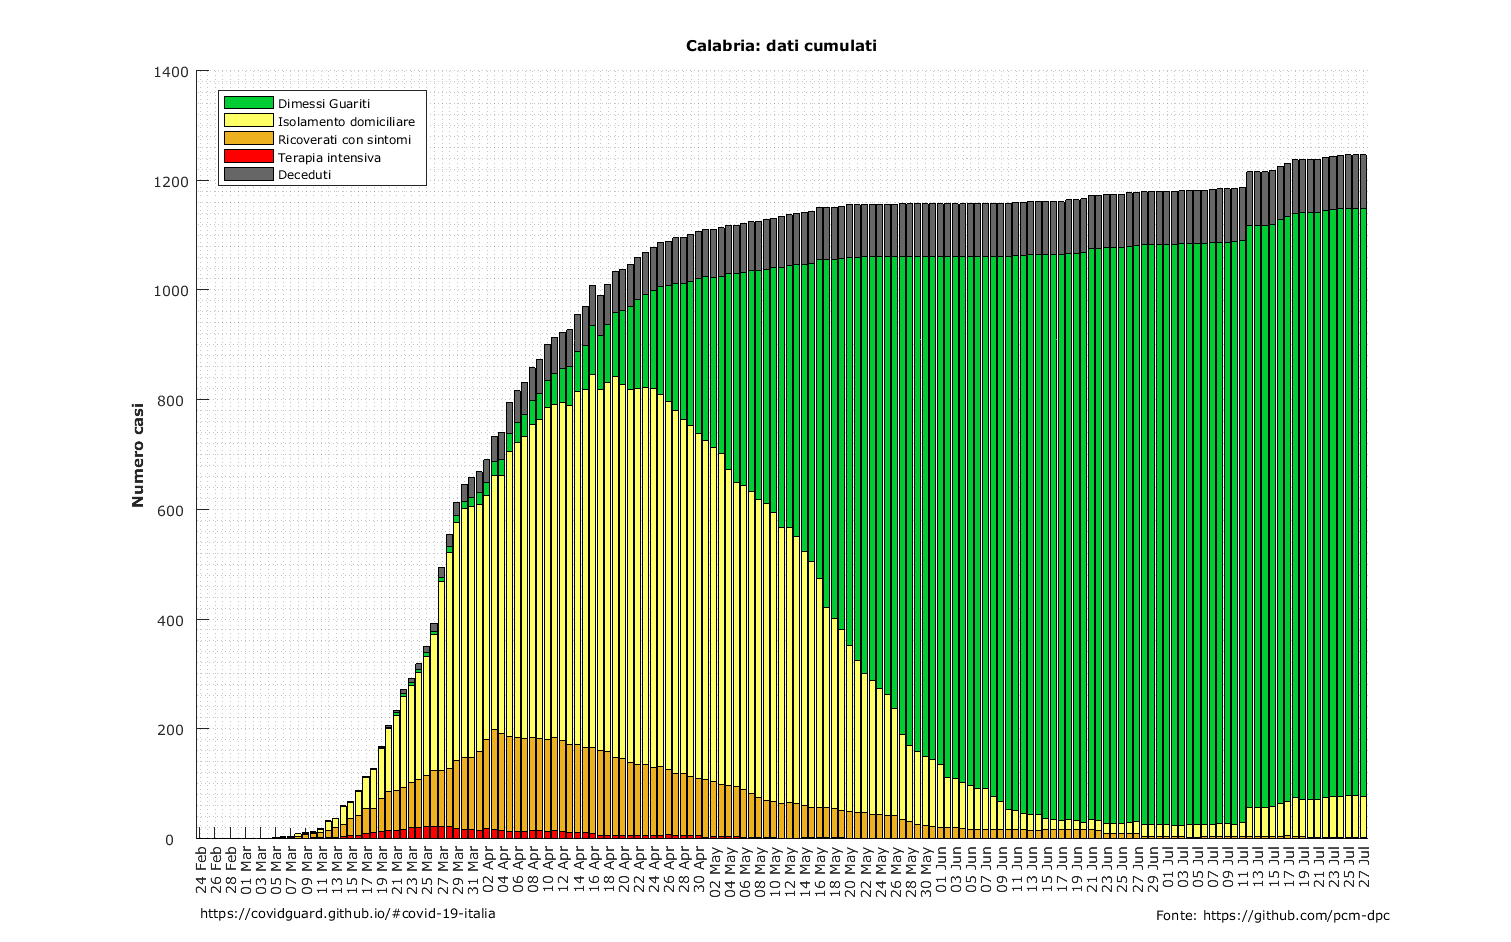 Calabria: dati cumulati
1400
1200
1000
800
600
400
200
0
Numero casi
Dimessi Guariti
Isolamento domiciliare
Ricoverati con sintomi
Terapia intensiva
Deceduti
24 Feb
26 Feb
28 Feb
01 Mar
03 Mar
05 Mar
07 Mar
09 Mar
11 Mar
13 Mar
15 Mar
17 Mar
19 Mar
21 Mar
23 Mar
25 Mar
27 Mar
29 Mar
31 Mar
02 Apr
04 Apr
06 Apr
08 Apr
10 Apr
12 Apr
14 Apr
16 Apr
18 Apr
20 Apr
22 Apr
24 Apr
26 Apr
28 Apr
30 Apr
02 May
04 May
06 May
08 May
10 May
12 May
14 May
16 May
18 May
20 May
22 May
24 May
26 May
28 May
30 May
01 Jun
03 Jun
05 Jun
07 Jun
09 Jun
11 Jun
13 Jun
15 Jun
17 Jun
19 Jun
21 Jun
23 Jun
25 Jun
27 Jun
29 Jun
01 Jul
03 Jul
05 Jul
07 Jul
09 Jul
11 Jul
13 Jul
15 Jul
17 Jul
19 Jul
21 Jul
23 Jul
25 Jul
27 Jul
https://covidguard.github.io/#covid-19-italia
Fonte: https://github.com/pcm-dpc